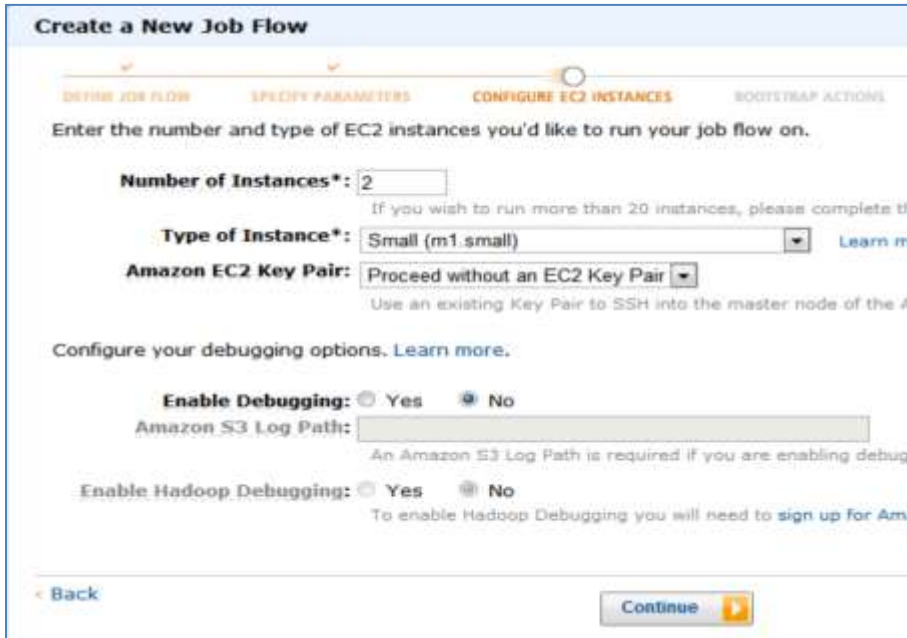 Create a New Job Flow
DEFINE JOB FLOW SPECIFY PARAMETERS CONFIGURE EC2 INSTANCES BOOTSTRAP ACTIONS
Enter the number and type of EC2 instances you'd like to run your job flow on.
Number of Instances*: 2
If you wish to run more than 20 instances, please complete th
Type of Instance*: Small (m1.small) Learn m
Amazon EC2 Key Pair: Proceed without an EC2 Key Pair
Use an existing Key Pair to SSH into the master node of the A
Configure your debugging options. Learn more.
Enable Debugging: Yes No
Amazon S3 Log Path:
An Amazon S3 Log Path is required if you are enabling debug
Enable Hadoop Debugging: Yes No
To enable Hadoop Debugging you will need to sign up for Am
< Back
Continue